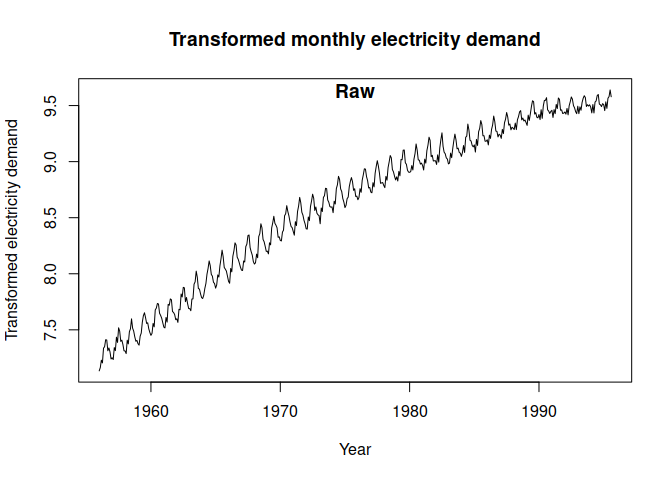 Transformed monthly electricity demand
Raw
Transformed electricity demand
9.5
9.0
8.5
8.0
7.5
1960 1970 1980 1990
Year